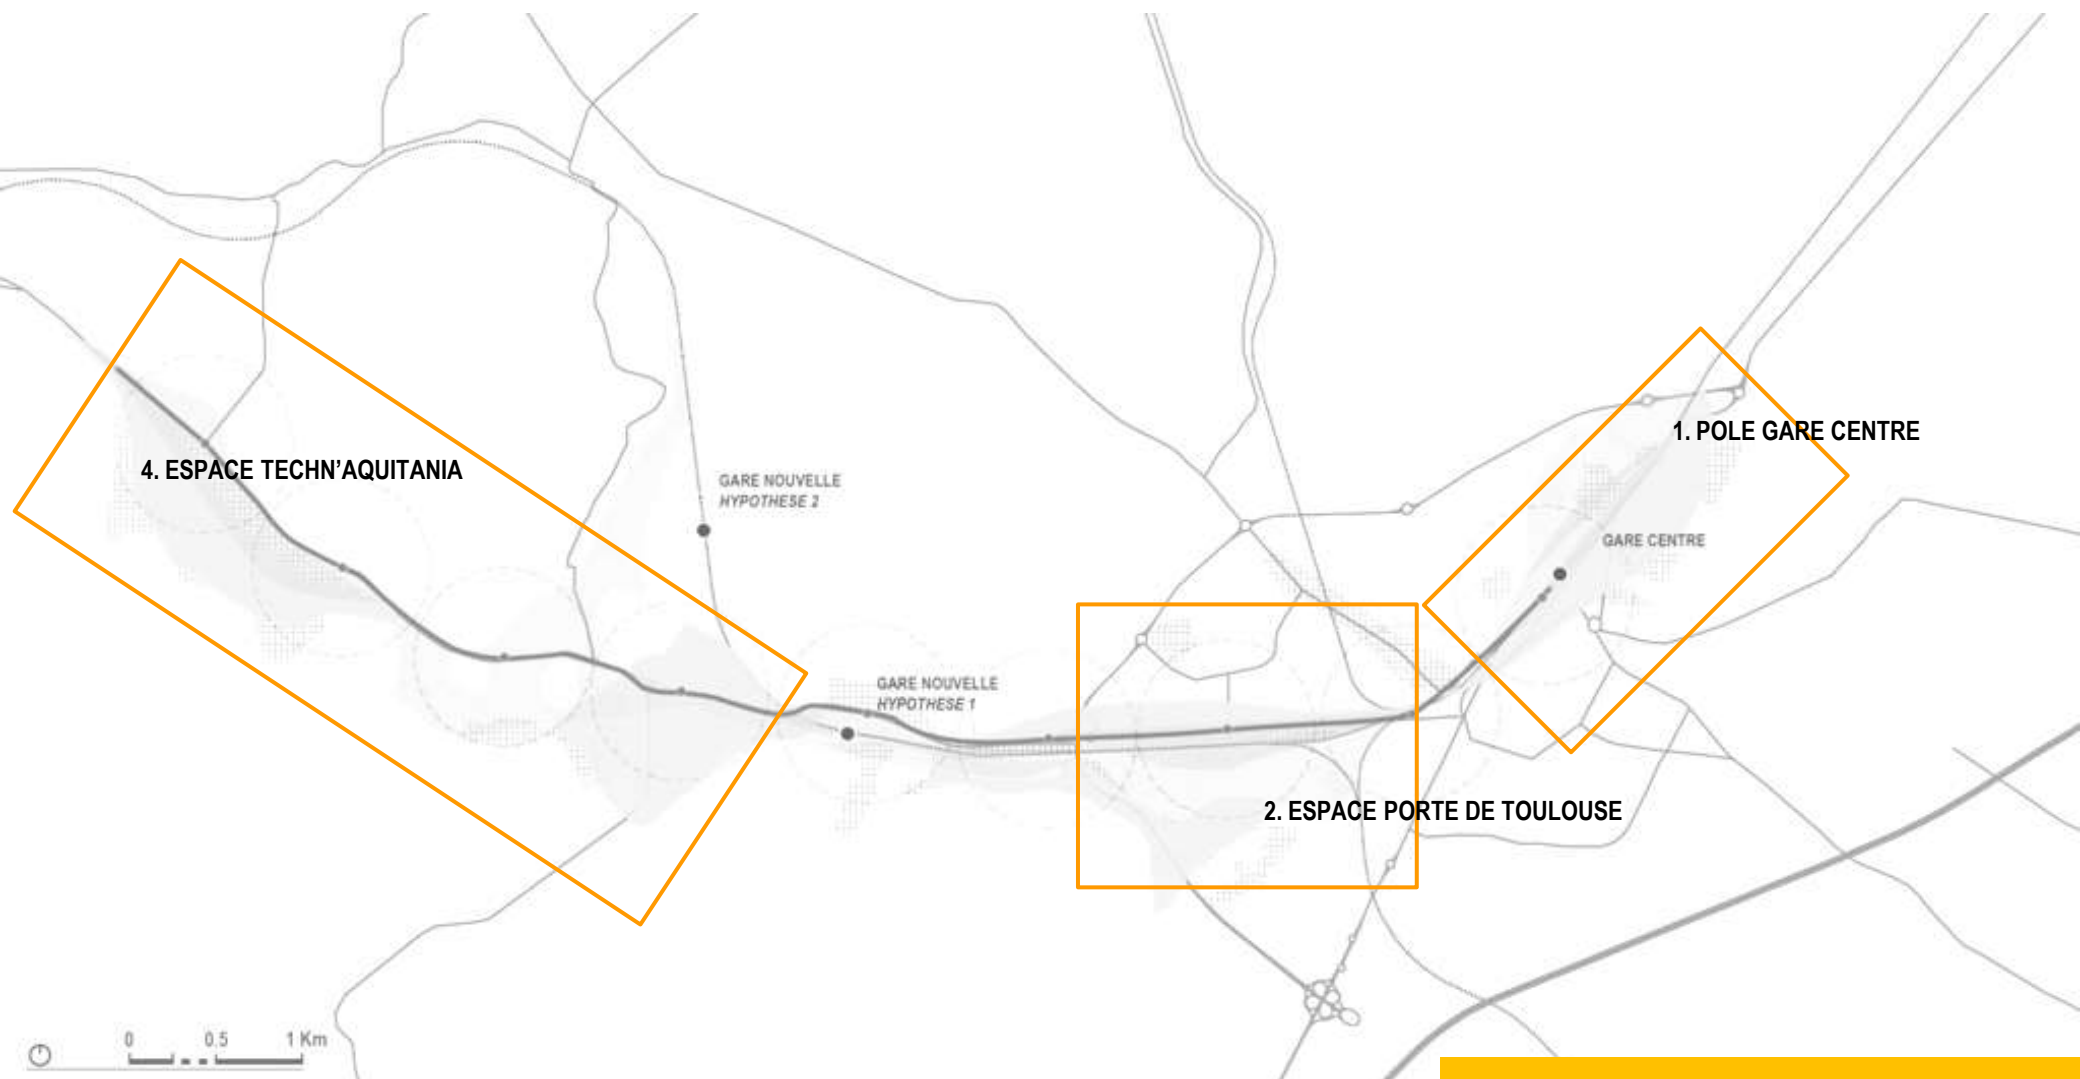 1. POLE GARE CENTRE
4. ESPACE TECHN'AQUITANIA
GARE NOUVELLE
HYPOTHESE 2
GARE CENTRE
GARE NOUVELLE
HYPOTHESE 1
2. ESPACE PORTE DE TOULOUSE
0 0.5 1 Km